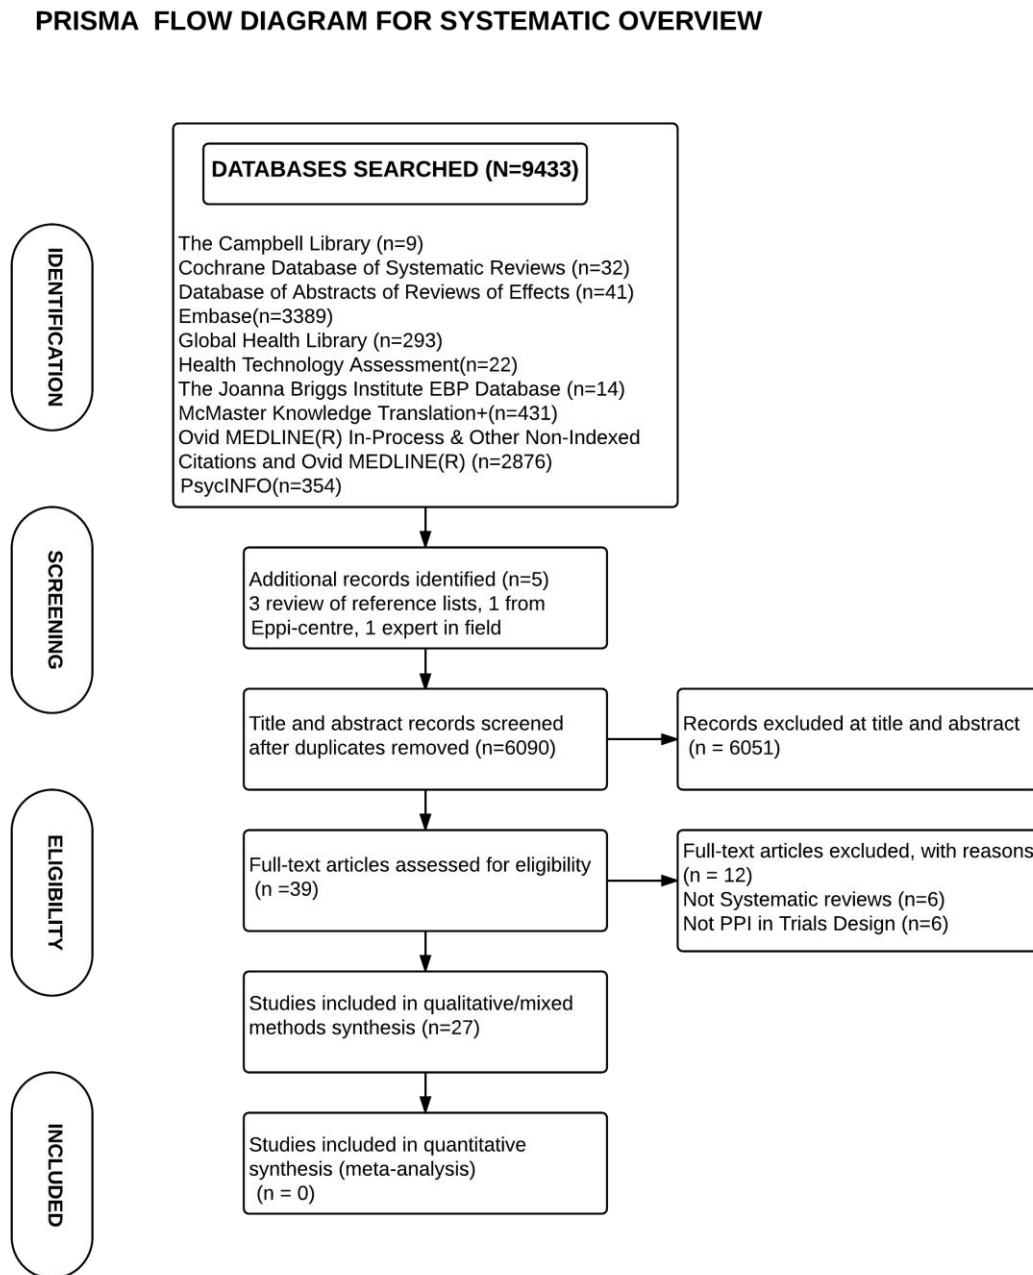 PRISMA FLOW DIAGRAM FOR SYSTEMATIC OVERVIEW
DATABASES SEARCHED (N=9433)
The Campbell Library (n=9)
Cochrane Database of Systematic Reviews (n=32)
Database of Abstracts of Reviews of Effects (n=41)
Embase(n=3389)
Global Health Library (n=293)
Health Technology Assessment(n=22)
The Joanna Briggs Institute EBP Database (n=14)
McMaster Knowledge Translation+(n=431)
Ovid MEDLINE(R) In-Process & Other Non-Indexed
Citations and Ovid MEDLINE(R) (n=2876)
PsycINFO(n=354)
IDENTIFICATION
Additional records identified (n=5)
3 review of reference lists, 1 from
Eppi-centre, 1 expert in field
SCREENING
Title and abstract records screened
after duplicates removed (n=6090)
Records excluded at title and abstract
(n = 6051)
ELIGIBILITY
Full-text articles assessed for eligibility
(n =39)
Full-text articles excluded, with reasons
(n = 12)
Not Systematic reviews (n=6)
Not PPI in Trials Design (n=6)
Studies included in qualitative/mixed
methods synthesis (n=27)
INCLUDED
Studies included in quantitative
synthesis (meta-analysis)
(n = 0)